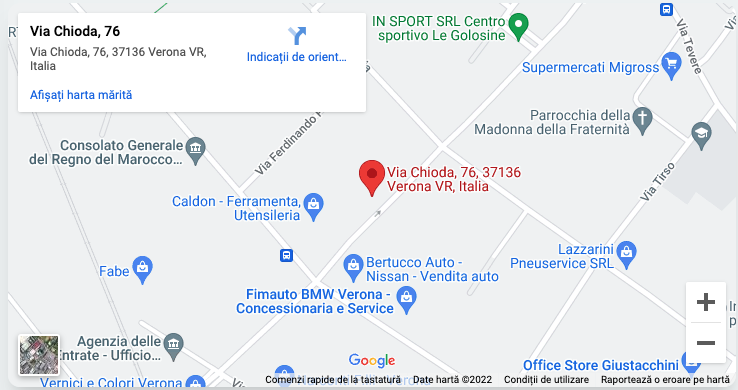 Via Chioda, 76
Via Chioda, 76, 37136 Verona VR,
Italia
Indicații de orient...
Afișați harta mărită
IN SPORT SRL Centro
sportivo Le Golosine
Via Tevere
Supermercati Migross
Parrocchia della
Madonna della Fraternità
Via Ferdinando
Consolato Generale
del Regno del Marocco...
Via Chioda, 76, 37136
Verona VR, Italia
Via Tirso
Caldon - Ferramenta,
Utensileria
Lazzarini
Pneuservice SRL
Bertucco Auto -
Nissan - Vendita auto
Fabe
Fimauto BMW Verona -
Concessionaria e Service
Agenzia delle
Entrate - Ufficio...
Google
Office Store Giustacchini
Vernici e Colori Verona
Comenzi rapide de la tastatură
Date hartă ©2022
Condiții de utilizare
Raportează o eroare pe hartă